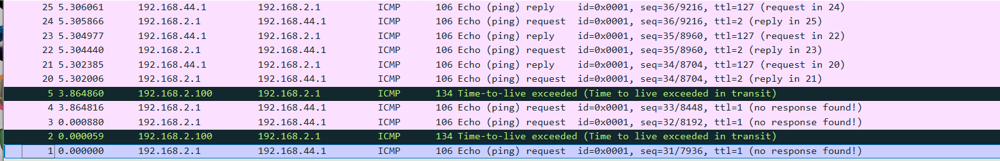 25 5.306061 192.168.44.1 192.168.2.1 ICMP 106 Echo (ping) reply id=0x0001, seq=36/9216, ttl=127 (request in 24)
24 5.305866 192.168.2.1 192.168.44.1 ICMP 106 Echo (ping) request id=0x0001, seq=36/9216, ttl=2 (reply in 25)
23 5.304977 192.168.44.1 192.168.2.1 ICMP 106 Echo (ping) reply id=0x0001, seq=35/8960, ttl=127 (request in 22)
22 5.304440 192.168.2.1 192.168.44.1 ICMP 106 Echo (ping) request id=0x0001, seq=35/8960, ttl=2 (reply in 23)
21 5.302385 192.168.44.1 192.168.2.1 ICMP 106 Echo (ping) reply id=0x0001, seq=34/8704, ttl=127 (request in 20)
20 5.302006 192.168.2.1 192.168.44.1 ICMP 106 Echo (ping) request id=0x0001, seq=34/8704, ttl=2 (reply in 21)
5 3.864860 192.168.2.100 192.168.2.1 ICMP 134 Time-to-live exceeded (Time to live exceeded in transit)
4 3.864816 192.168.2.1 192.168.44.1 ICMP 106 Echo (ping) request id=0x0001, seq=33/8448, ttl=1 (no response found!)
3 0.000880 192.168.2.1 192.168.44.1 ICMP 106 Echo (ping) request id=0x0001, seq=32/8192, ttl=1 (no response found!)
2 0.000059 192.168.2.100 192.168.2.1 ICMP 134 Time-to-live exceeded (Time to live exceeded in transit)
1 0.000000 192.168.2.1 192.168.44.1 ICMP 106 Echo (ping) request id=0x0001, seq=31/7936, ttl=1 (no response found!)